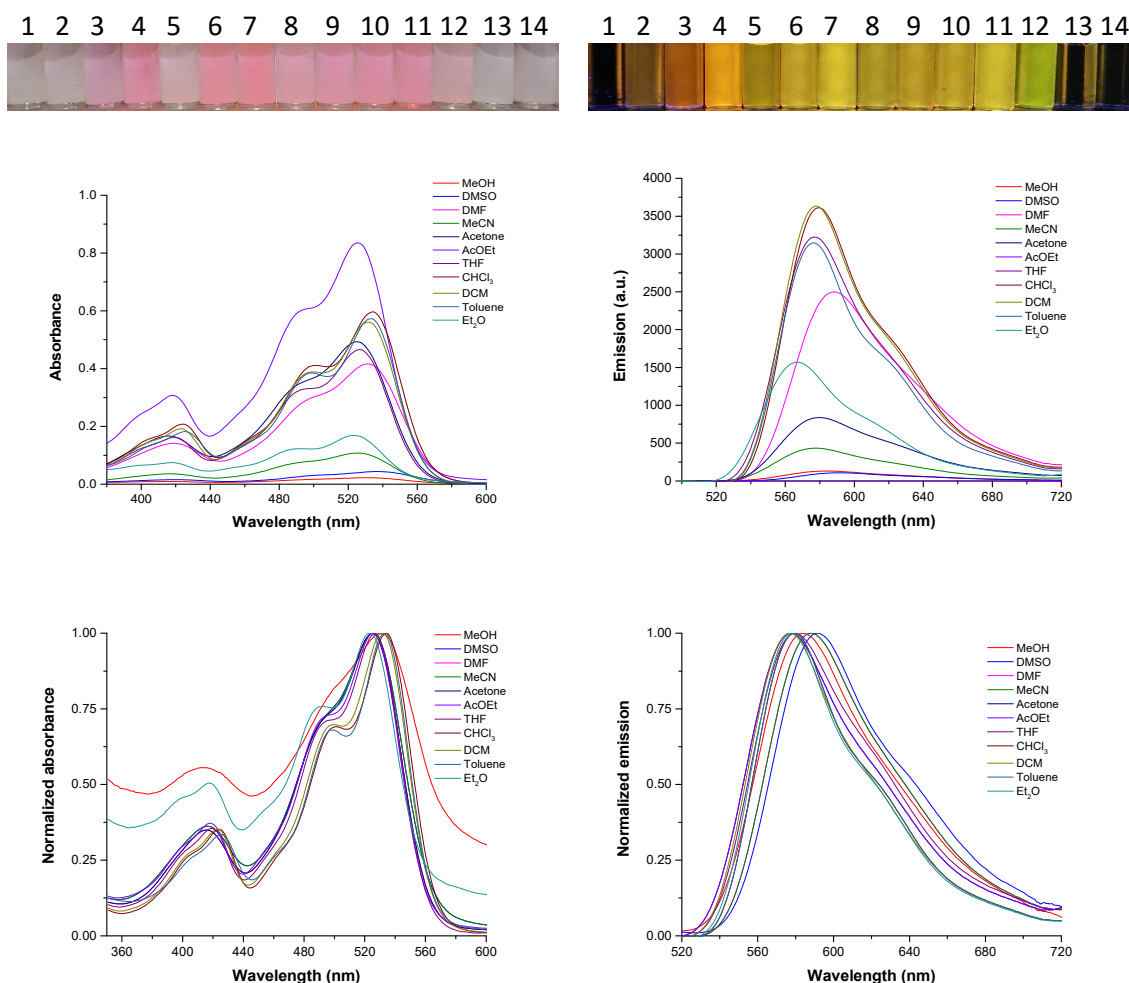 1 2 3 4 5 6 7 8 9 10 11 12 13 14
1 2 3 4 5 6 7 8 9 10 11 12 13 14
1.0
0.8
0.6
0.4
0.2
0.0
400 440 480 520 560 600
Absorbance
Wavelength (nm)
MeOH
DMSO
DMF
MeCN
Acetone
AcOEt
THF
CHCl₃
DCM
Toluene
Et₂O
4000
3500
3000
2500
2000
1500
1000
500
0
520 560 600 640 680 720
Emission (a.u.)
Wavelength (nm)
MeOH
DMSO
DMF
MeCN
Acetone
AcOEt
THF
CHCl₃
DCM
Toluene
Et₂O
1.00
0.75
0.50
0.25
0.00
360 400 440 480 520 560 600
Normalized absorbance
Wavelength (nm)
MeOH
DMSO
DMF
MeCN
Acetone
AcOEt
THF
CHCl₃
DCM
Toluene
Et₂O
1.00
0.75
0.50
0.25
0.00
520 560 600 640 680 720
Normalized emission
Wavelength (nm)
MeOH
DMSO
DMF
MeCN
Acetone
AcOEt
THF
CHCl₃
DCM
Toluene
Et₂O